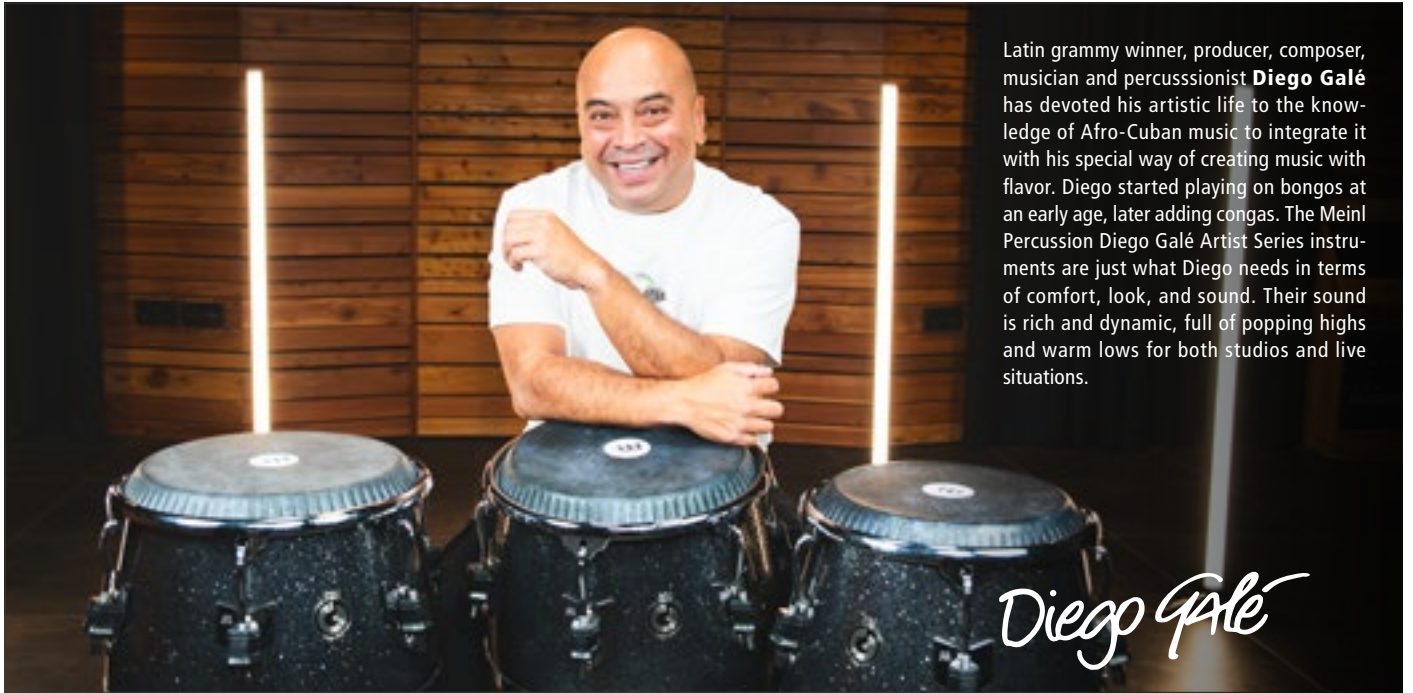 Latin grammy winner, producer, composer,
musician and percusssionist Diego Galé
has devoted his artistic life to the know-
ledge of Afro-Cuban music to integrate it
with his special way of creating music with
flavor. Diego started playing on bongos at
an early age, later adding congas. The Meinl
Percussion Diego Galé Artist Series instru-
ments are just what Diego needs in terms
of comfort, look, and sound. Their sound
is rich and dynamic, full of popping highs
and warm lows for both studios and live
situations.
Diego Galé